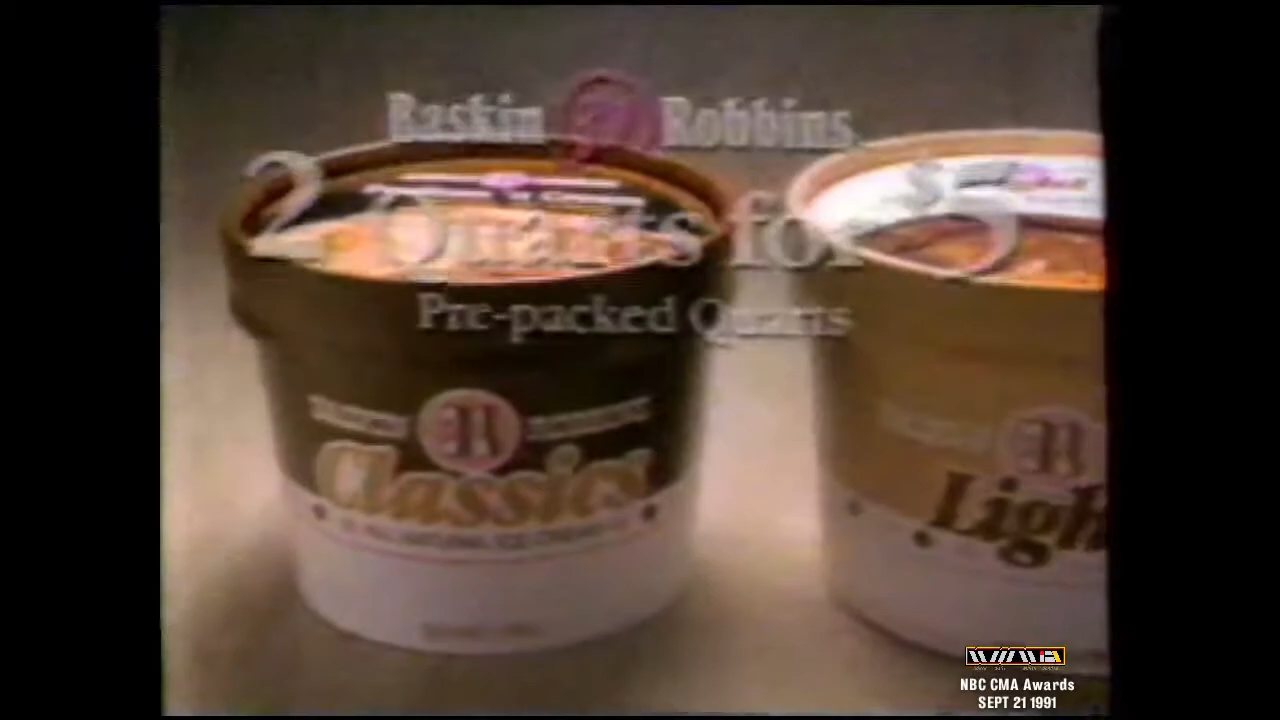 Baskin Robbins
2 Quarts for $5
Pre-packed Quarts
Classics
Ligh
NBC CMA Awards
SEPT 21 1991